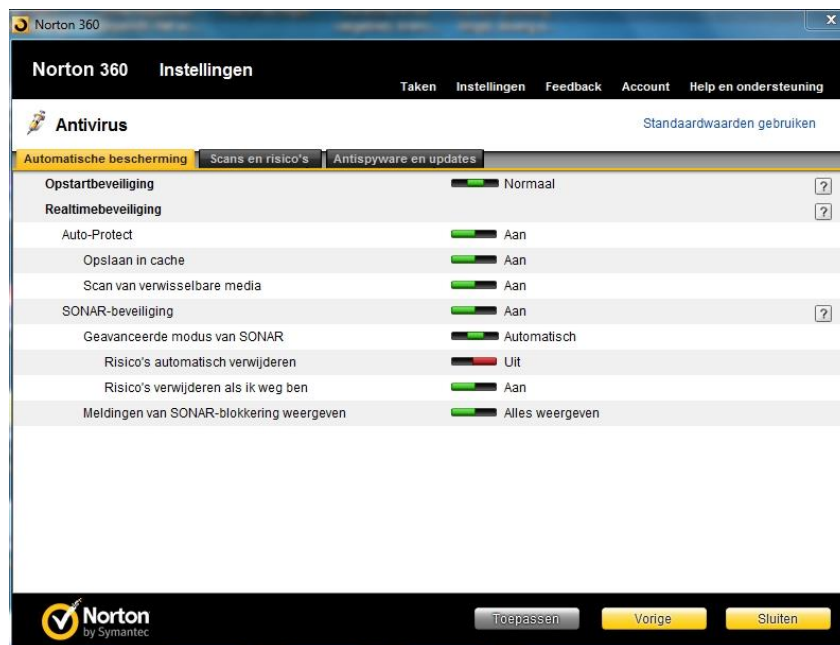 Norton 360
x
Norton 360 Instellingen
Taken Instellingen Feedback Account Help en ondersteuning
Antivirus Standaardwaarden gebruiken
Automatische bescherming Scans en risico's Antispyware en updates
Opstartbeveiliging Normaal ?
Realtimebeveiliging ?
Auto-Protect Aan
Opslaan in cache Aan
Scan van verwisselbare media Aan
SONAR-beveiliging Aan ?
Geavanceerde modus van SONAR Automatisch
Risico's automatisch verwijderen Uit
Risico's verwijderen als ik weg ben Aan
Meldingen van SONAR-blokkering weergeven Alles weergeven
Norton
by Symantec
Toepassen Vorige Sluiten